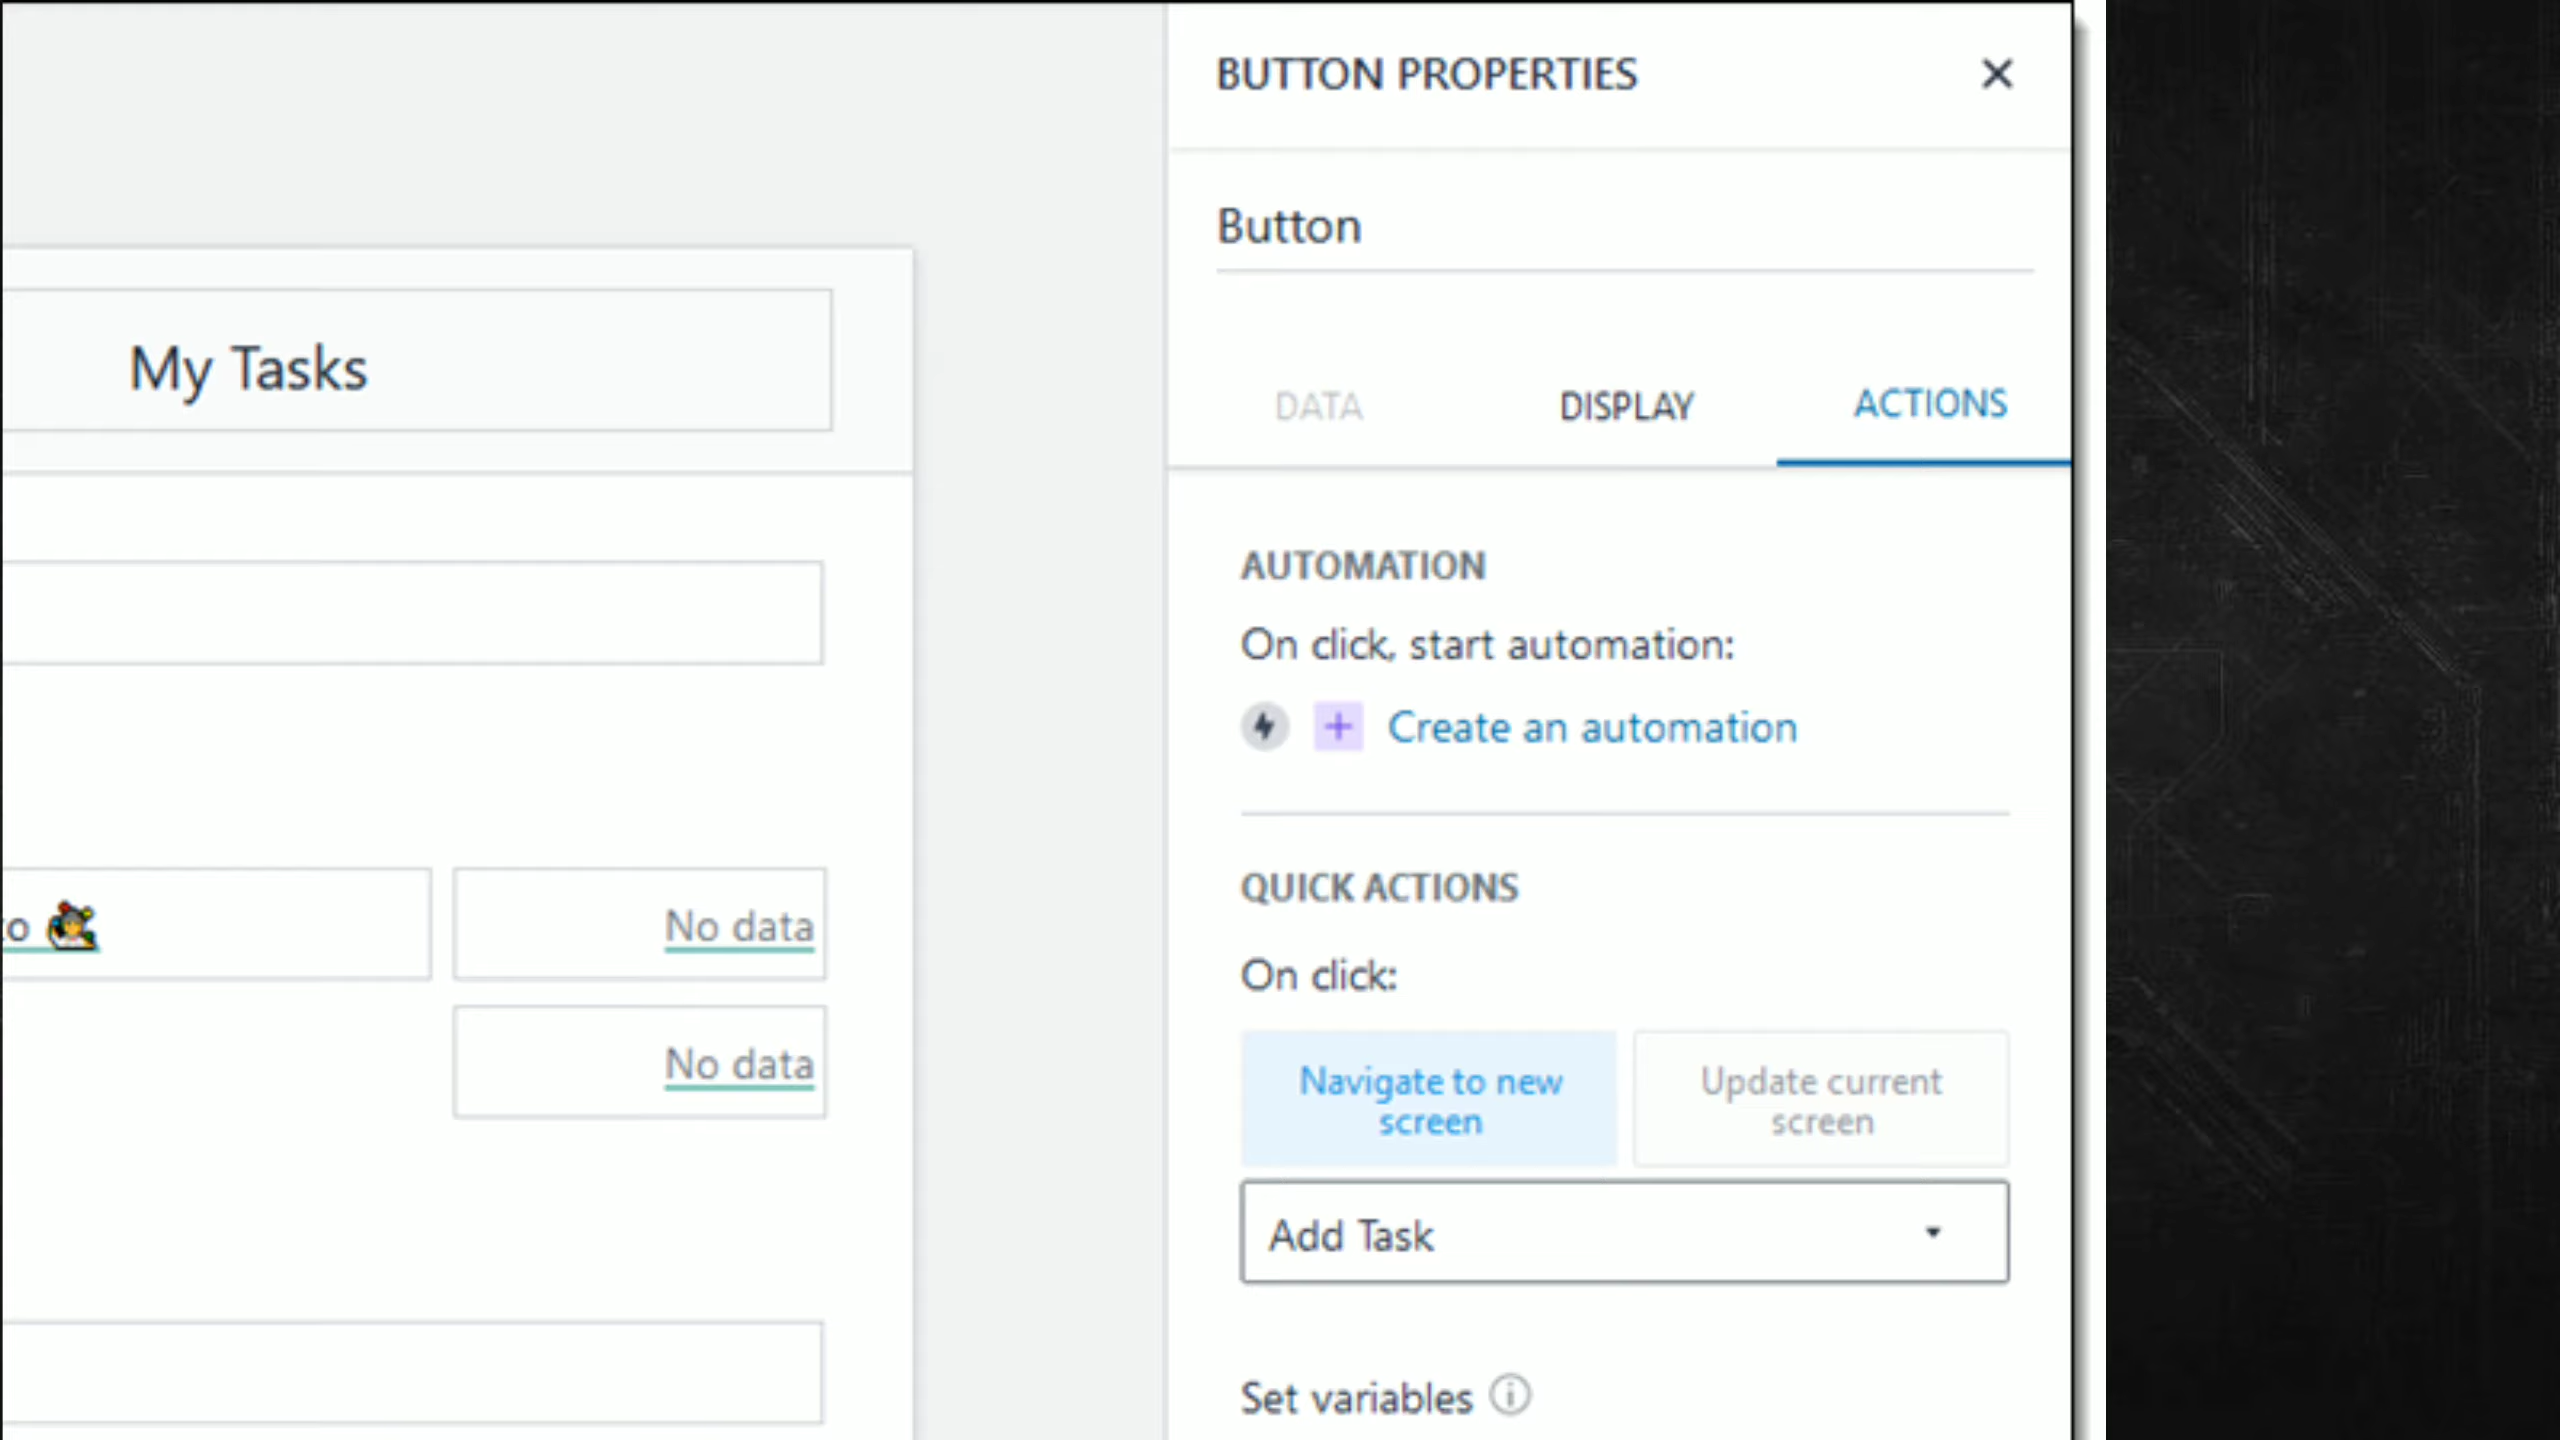 BUTTON PROPERTIES
Button
My Tasks
DATA
DISPLAY
ACTIONS
AUTOMATION
On click, start automation:
Create an automation
QUICK ACTIONS
No data
On click:
No data
Navigate to new
screen
Update current
screen
Add Task
Set variables